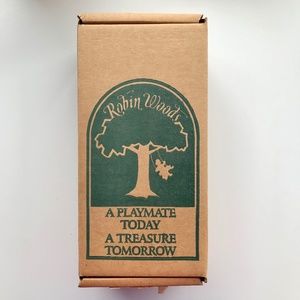 Robin Woods
A PLAYMATE
TODAY
A TREASURE
TOMORROW